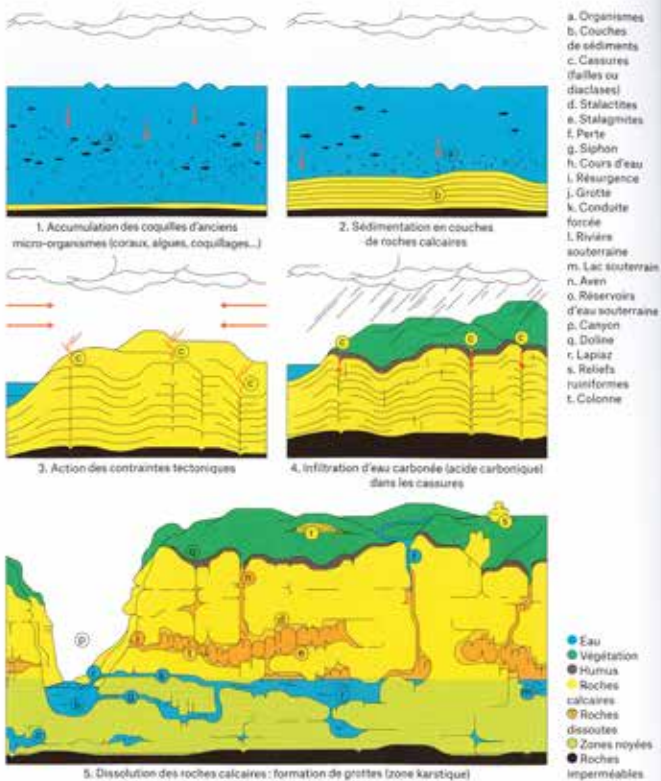 a. Organismes
b. Couches
de sédiments
c. Cassures
(failles ou
diaclases)
d. Stalactites
e. Stalagmites
f. Perte
g. Siphon
h. Cours d'eau
i. Résurgence
j. Grotte
k. Conduite
forcée
l. Rivière
souterraine
m. Lac souterrain
n. Aven
o. Réservoirs
d'eau souterraine
p. Canyon
q. Doline
r. Lapiaz
s. Reliefs
ruiniformes
t. Colonne
a
1. Accumulation des coquilles d'anciens
micro-organismes (coraux, algues, coquillages...)
b
2. Sédimentation en couches
de roches calcaires
c
c
c
3. Action des contraintes tectoniques
c
c
c
4. Infiltration d'eau carbonée (acide carbonique)
dans les cassures
s
r
q
f
n
p
d
e
t
i
k
h
g
l
m
o
5. Dissolution des roches calcaires : formation de grottes (zone karstique)
Eau
Végétation
Humus
Roches
calcaires
Roches
dissoutes
Zones noyées
Roches
imperméables